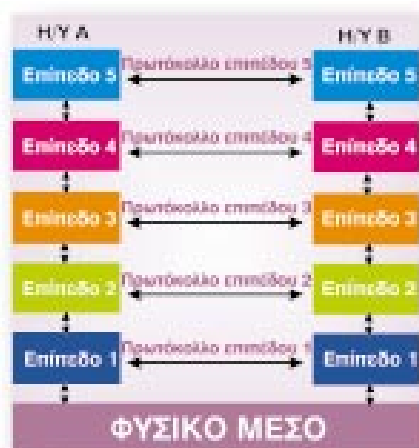 Η/Υ Α Η/Υ Β
Επίπεδο 5 Πρωτόκολλο επιπέδου 5 Επίπεδο 5
Επίπεδο 4 Πρωτόκολλο επιπέδου 4 Επίπεδο 4
Επίπεδο 3 Πρωτόκολλο επιπέδου 3 Επίπεδο 3
Επίπεδο 2 Πρωτόκολλο επιπέδου 2 Επίπεδο 2
Επίπεδο 1 Πρωτόκολλο επιπέδου 1 Επίπεδο 1
ΦΥΣΙΚΟ ΜΕΣΟ